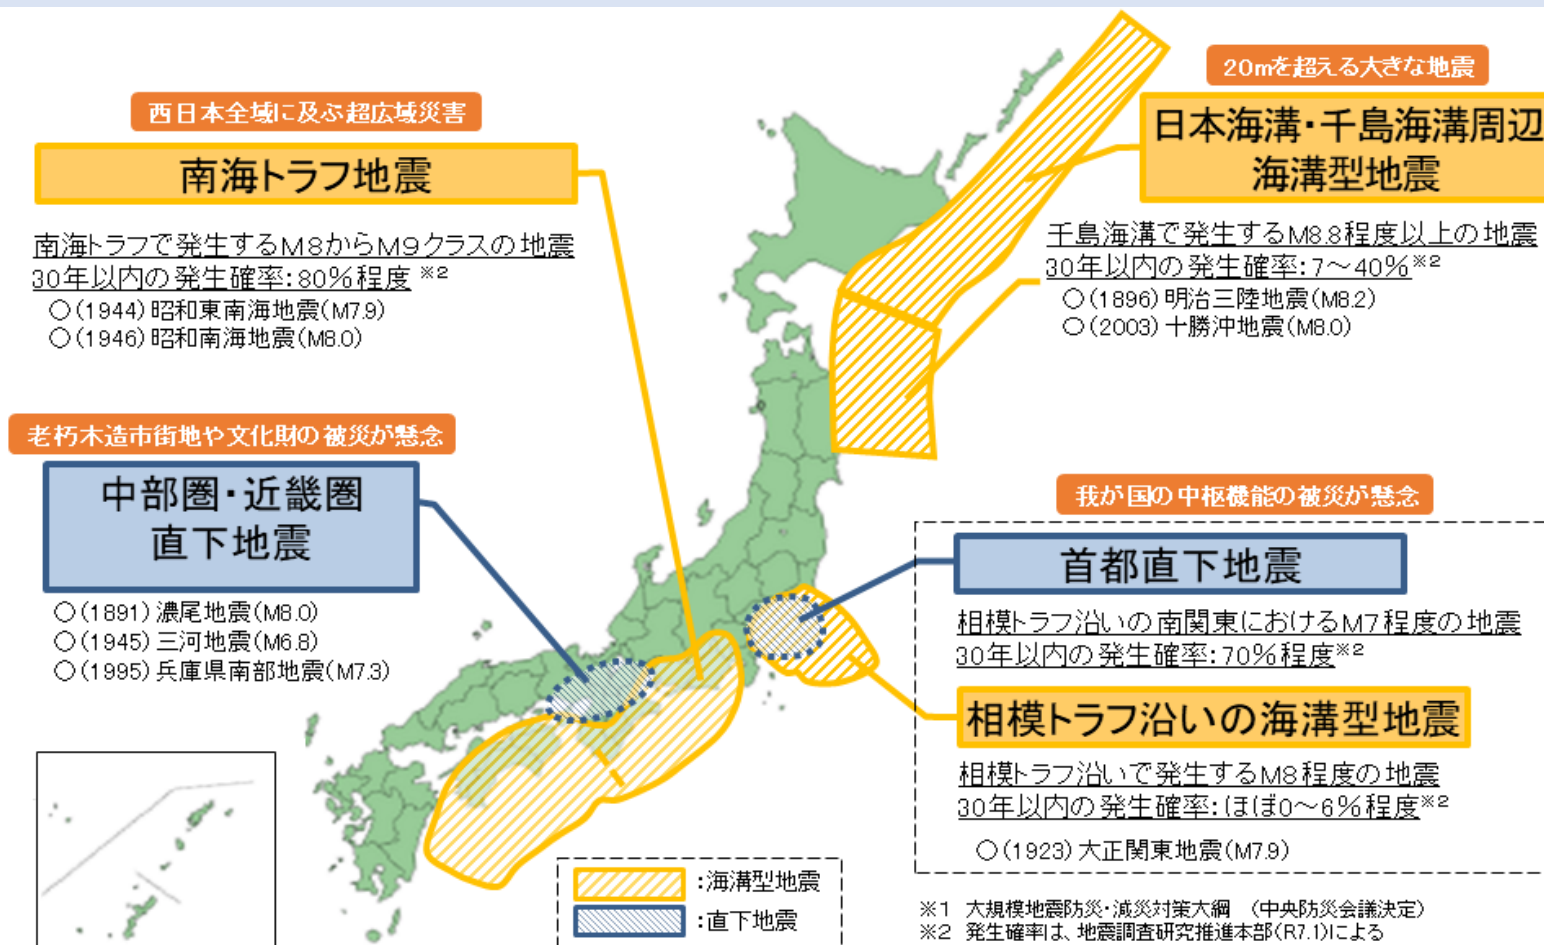 西日本全域に及ぶ超広域災害
南海トラフ地震
南海トラフで発生するM8からM9クラスの地震
30年以内の発生確率:80%程度 ※2
○(1944)昭和東南海地震(M7.9)
○(1946)昭和南海地震(M8.0)
20mを超える大きな地震
日本海溝・千島海溝周辺
海溝型地震
千島海溝で発生するM8.8程度以上の地震
30年以内の発生確率:7～40%※2
○(1896)明治三陸地震(M8.2)
○(2003)十勝沖地震(M8.0)
老朽木造市街地や文化財の被災が懸念
中部圏・近畿圏
直下地震
○(1891)濃尾地震(M8.0)
○(1945)三河地震(M6.8)
○(1995)兵庫県南部地震(M7.3)
我が国の中枢機能の被災が懸念
首都直下地震
相模トラフ沿いの南関東におけるM7程度の地震
30年以内の発生確率:70%程度※2
相模トラフ沿いの海溝型地震
相模トラフ沿いで発生するM8程度の地震
30年以内の発生確率:ほぼ0～6%程度※2
○(1923)大正関東地震(M7.9)
:海溝型地震
:直下地震
※1 大規模地震防災・減災対策大綱 (中央防災会議決定)
※2 発生確率は、地震調査研究推進本部(R7.1)による